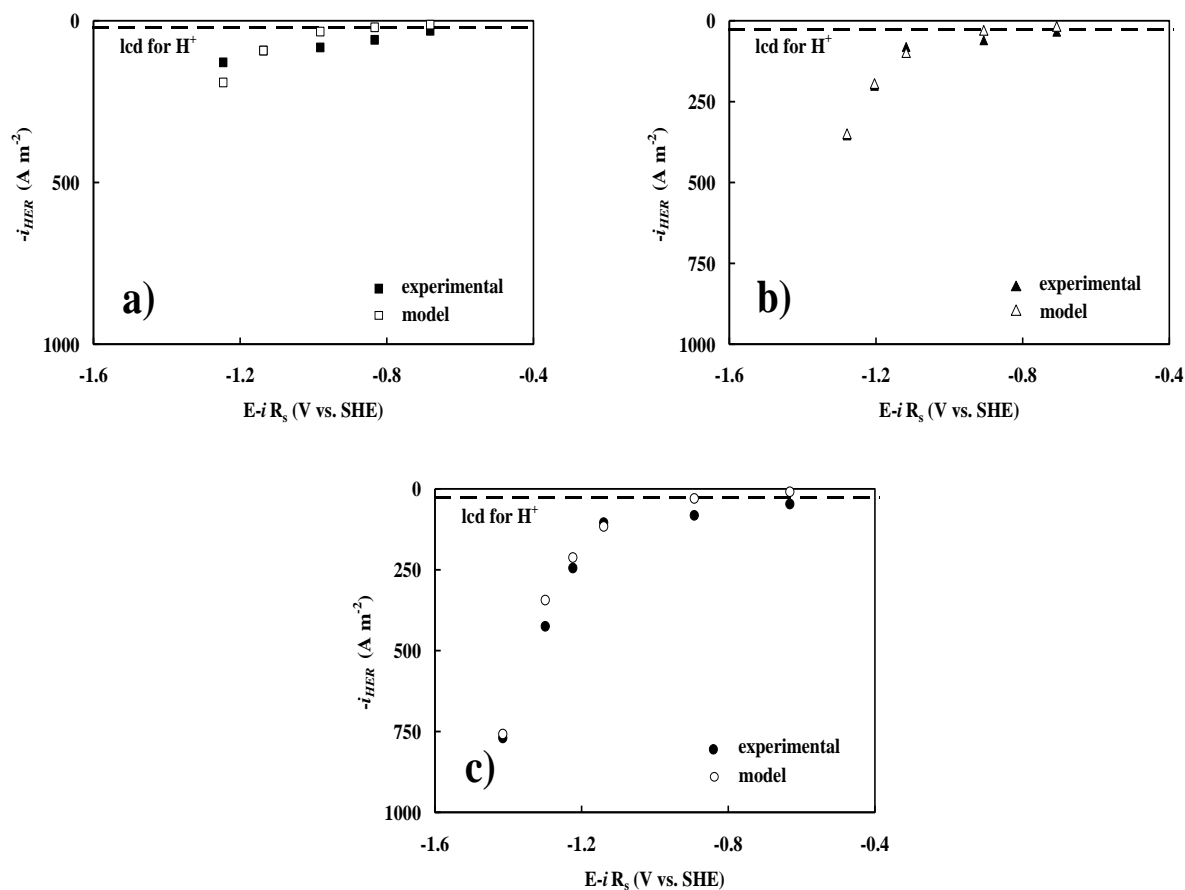 0
500
1000
-i_HER (A m⁻²)
lcd for H⁺
experimental
model
a)
-1.6 -1.2 -0.8 -0.4
E-i Rₛ (V vs. SHE)
0
250
500
750
1000
-i_HER (A m⁻²)
lcd for H⁺
experimental
model
b)
-1.6 -1.2 -0.8 -0.4
E-i Rₛ (V vs. SHE)
0
250
500
750
1000
-i_HER (A m⁻²)
lcd for H⁺
experimental
model
c)
-1.6 -1.2 -0.8 -0.4
E-i Rₛ (V vs. SHE)